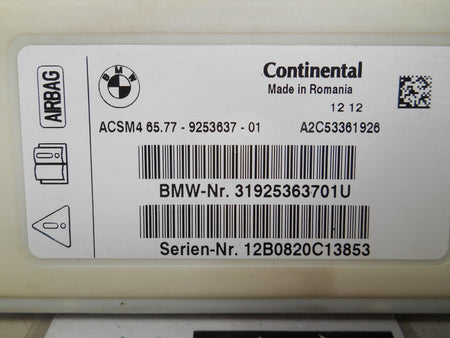 AIRBAG
BMW
Continental
Made in Romania
12 12
ACSM4 65.77 - 9253637 - 01 A2C53361926
BMW-Nr. 31925363701U
Serien-Nr. 12B0820C13853